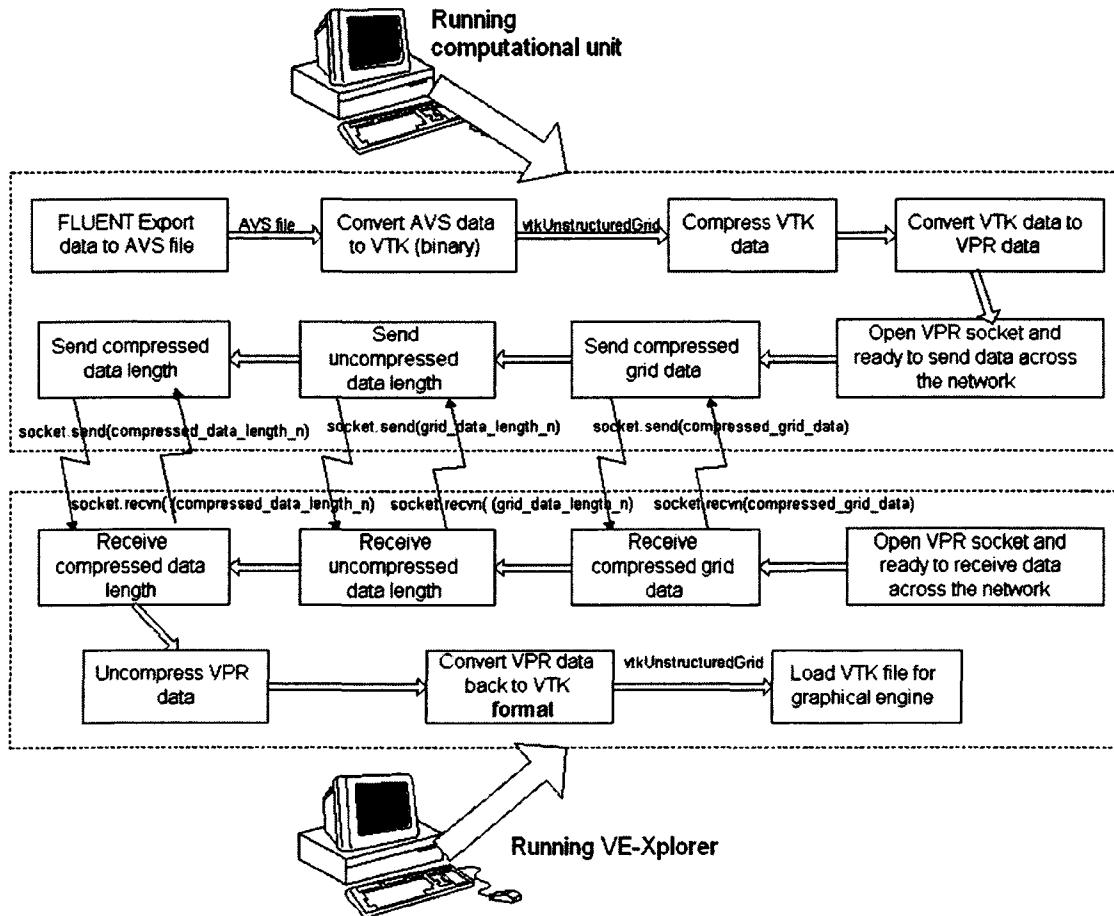 Running
computational unit
FLUENT Export
data to AVS file
AVS file
Convert AVS data
to VTK (binary)
vtkUnstructuredGrid
Compress VTK
data
Convert VTK data to
VPR data
Send compressed
data length
Send
uncompressed
data length
Send compressed
grid data
Open VPR socket and
ready to send data across
the network
socket.send(compressed_data_length_n)
socket.send(grid_data_length_n)
socket.send(compressed_grid_data)
socket.recvn( (compressed_data_length_n)
socket.recvn( (grid_data_length_n)
socket.recvn(compressed_grid_data)
Receive
compressed data
length
Receive
uncompressed
data length
Receive
compressed grid
data
Open VPR socket and
ready to receive data
across the network
Uncompress VPR
data
Convert VPR data
back to VTK
formal
vtkUnstructuredGrid
Load VTK file for
graphical engine
Running VE-Xplorer